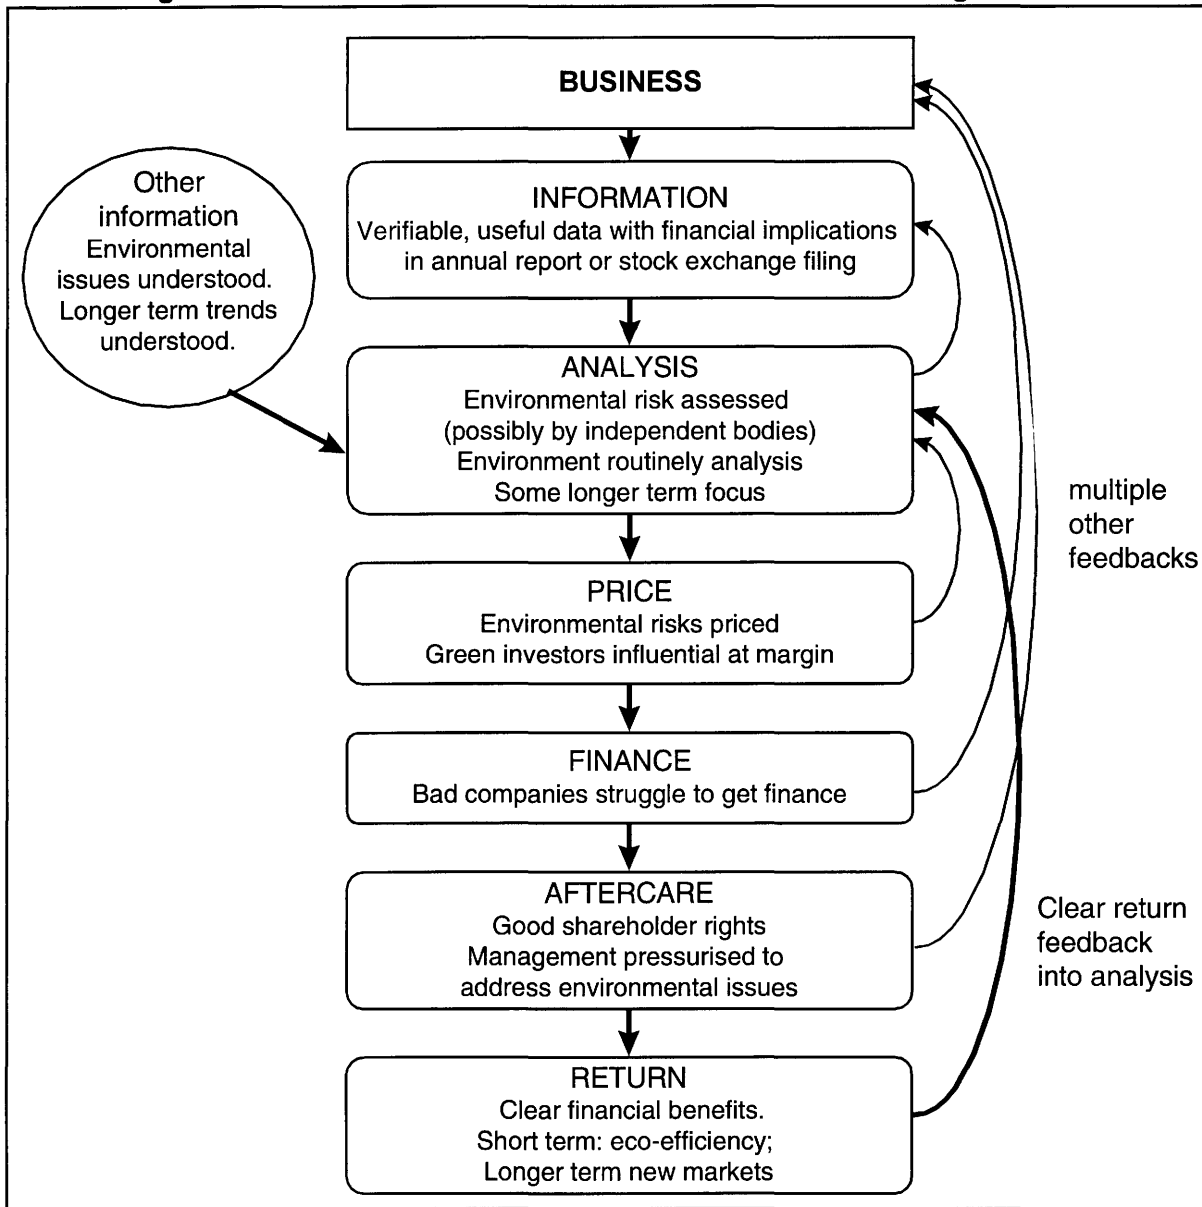 BUSINESS
INFORMATION
Verifiable, useful data with financial implications
in annual report or stock exchange filing
Other
information
Environmental
issues understood.
Longer term trends
understood.
ANALYSIS
Environmental risk assessed
(possibly by independent bodies)
Environment routinely analysis
Some longer term focus
multiple
other
feedbacks
PRICE
Environmental risks priced
Green investors influential at margin
FINANCE
Bad companies struggle to get finance
AFTERCARE
Good shareholder rights
Management pressurised to
address environmental issues
Clear return
feedback
into analysis
RETURN
Clear financial benefits.
Short term: eco-efficiency;
Longer term new markets